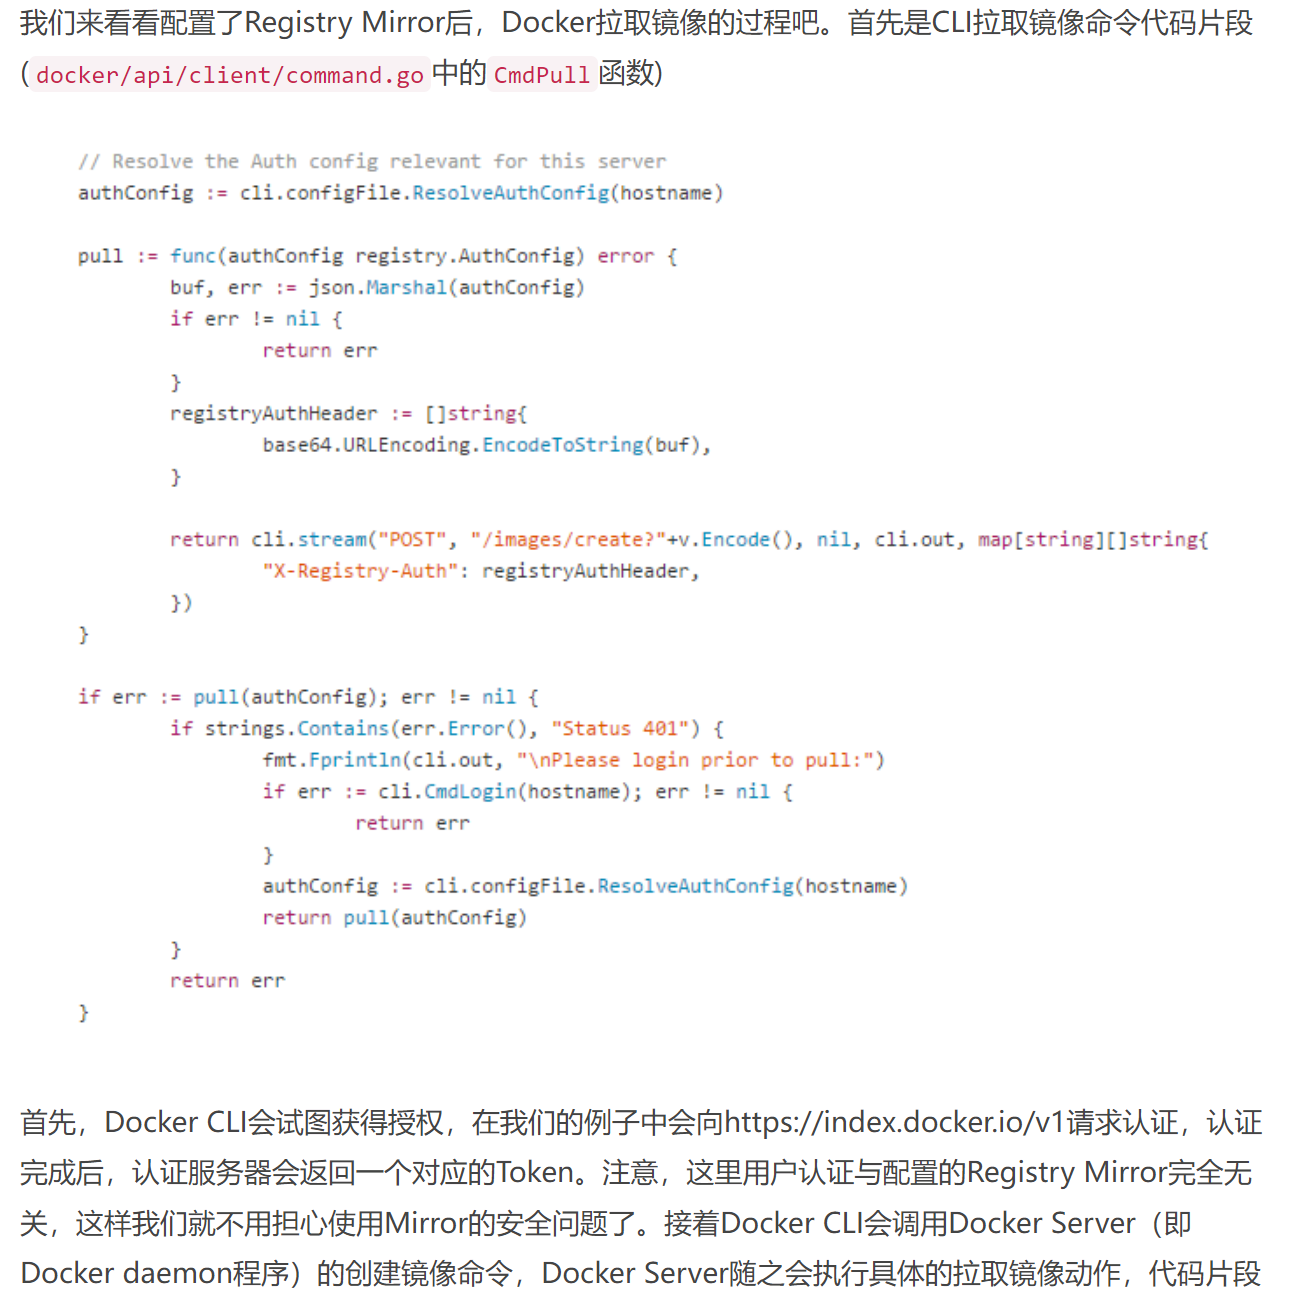 我们来看看配置了Registry Mirror后，Docker拉取镜像的过程吧。首先是CLI拉取镜像命令代码片段
(docker/api/client/command.go中的CmdPull函数)
// Resolve the Auth config relevant for this server
authConfig := cli.configFile.ResolveAuthConfig(hostname)
pull := func(authConfig registry.AuthConfig) error {
buf, err := json.Marshal(authConfig)
if err != nil {
return err
}
registryAuthHeader := []string{
base64.URLEncoding.EncodeToString(buf),
}
return cli.stream("POST", "/images/create?"+v.Encode(), nil, cli.out, map[string][]string{
"X-Registry-Auth": registryAuthHeader,
})
}
if err := pull(authConfig); err != nil {
if strings.Contains(err.Error(), "Status 401") {
fmt.Fprintln(cli.out, "\nPlease login prior to pull:")
if err := cli.CmdLogin(hostname); err != nil {
return err
}
authConfig := cli.configFile.ResolveAuthConfig(hostname)
return pull(authConfig)
}
return err
}
首先，Docker CLI会试图获得授权，在我们的例子中会向https://index.docker.io/v1请求认证，认证
完成后，认证服务器会返回一个对应的Token。注意，这里用户认证与配置的Registry Mirror完全无
关，这样我们就不用担心使用Mirror的安全问题了。接着Docker CLI会调用Docker Server（即
Docker daemon程序）的创建镜像命令，Docker Server随之会执行具体的拉取镜像动作，代码片段